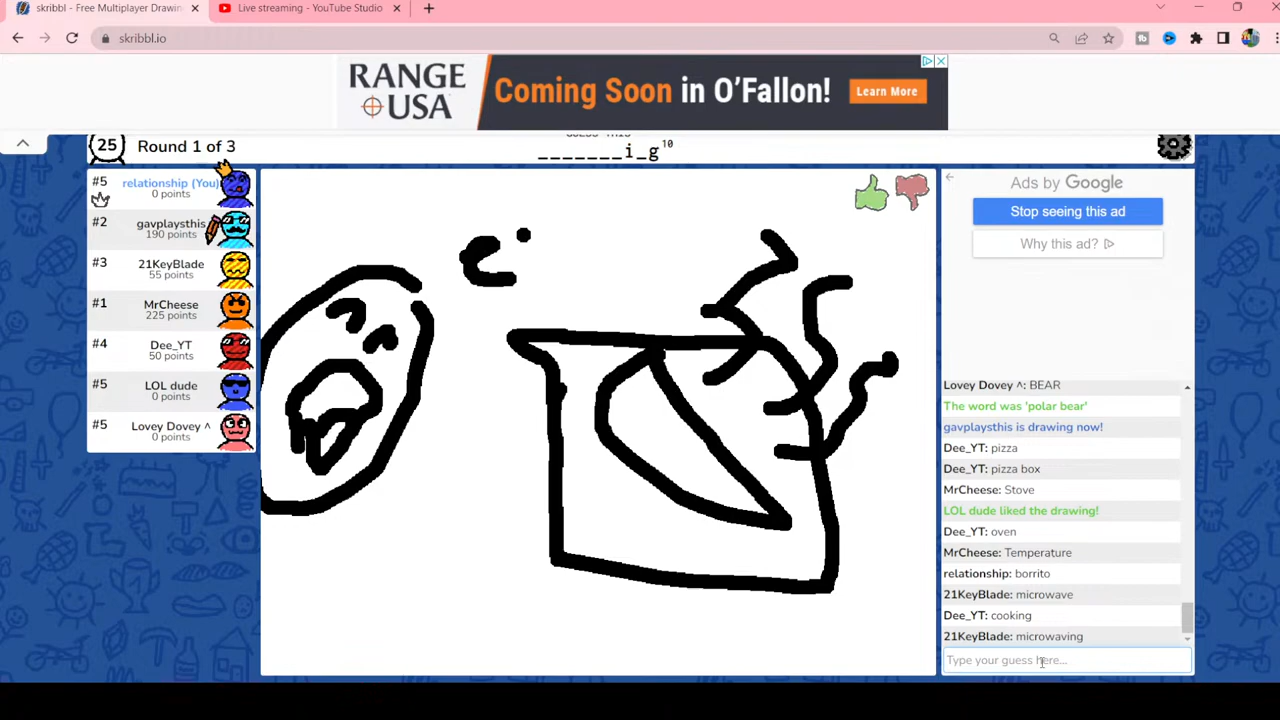 skribbl - Free Multiplayer Drawin
Live streaming - YouTube Studio
skribbl.io
RANGE USA
Coming Soon in O'Fallon!
Learn More
25
Round 1 of 3
GUESS THIS
_______i_g 10
#5 relationship (You)
0 points
#2 gavplaysthis
190 points
#3 21KeyBlade
55 points
#1 MrCheese
225 points
#4 Dee_YT
50 points
#5 LOL dude
0 points
#5 Lovey Dovey ^
0 points
Ads by Google
Stop seeing this ad
Why this ad?
Lovey Dovey ^: BEAR
The word was 'polar bear'
gavplaysthis is drawing now!
Dee_YT: pizza
Dee_YT: pizza box
MrCheese: Stove
LOL dude liked the drawing!
Dee_YT: oven
MrCheese: Temperature
relationship: borrito
21KeyBlade: microwave
Dee_YT: cooking
21KeyBlade: microwaving
Type your guess here...